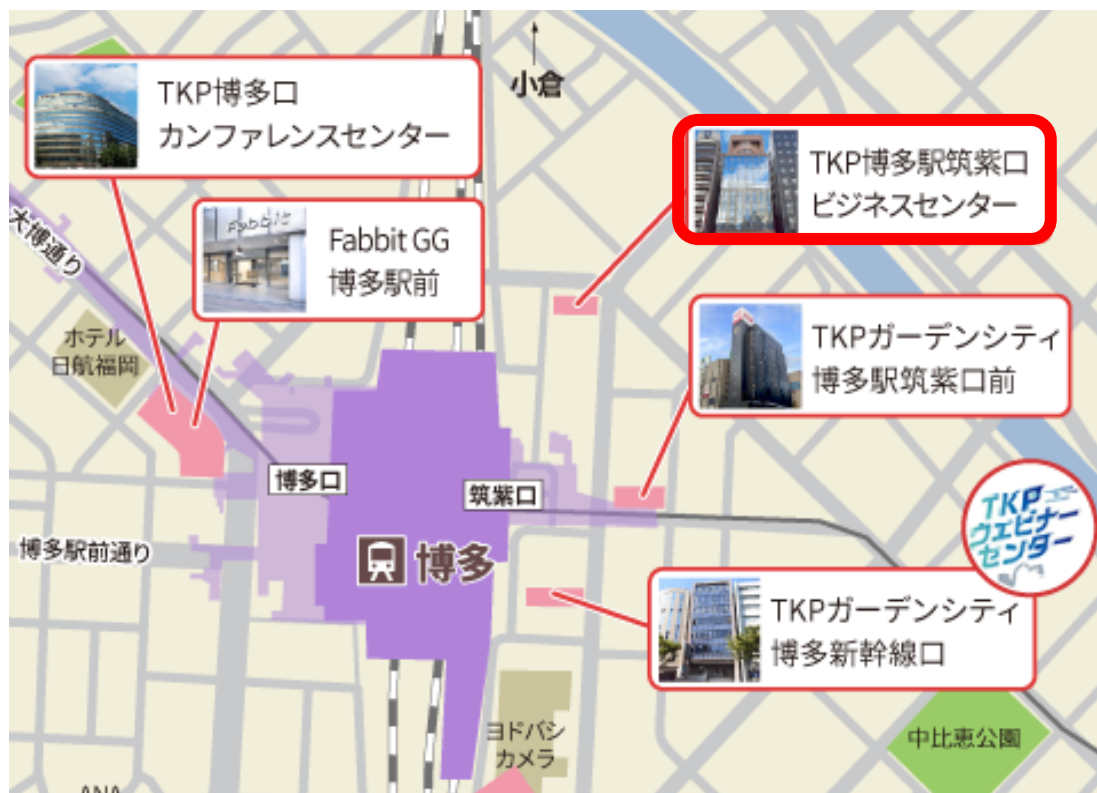 小倉
TKP博多口
カンファレンスセンター
TKP博多駅筑紫口
ビジネスセンター
大博通り
Fabbit
Fabbit GG
博多駅前
TKPガーデンシティ
博多駅筑紫口前
ホテル
日航福岡
博多口
筑紫口
TKP
ウェビナー
センター
博多駅前通り
博多
TKPガーデンシティ
博多新幹線口
ヨドバシ
カメラ
中比恵公園
ANA